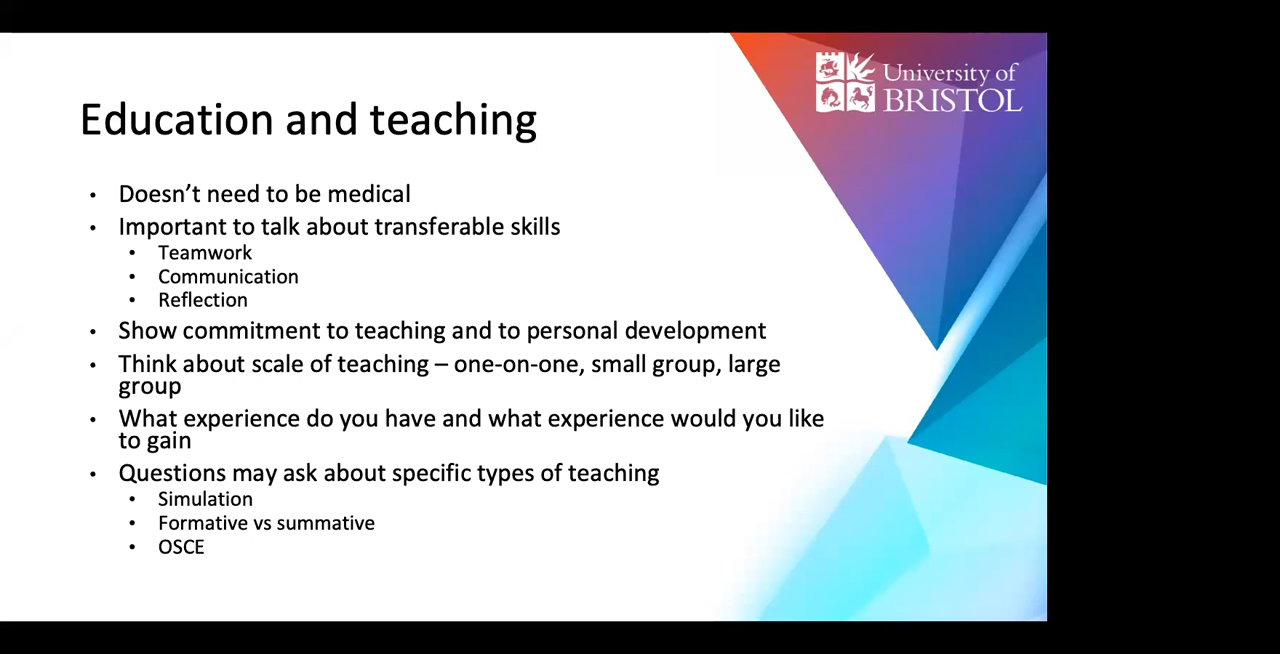 University of
BRISTOL
Education and teaching
• Doesn’t need to be medical
• Important to talk about transferable skills
• Teamwork
• Communication
• Reflection
• Show commitment to teaching and to personal development
• Think about scale of teaching – one-on-one, small group, large
group
• What experience do you have and what experience would you like
to gain
• Questions may ask about specific types of teaching
• Simulation
• Formative vs summative
• OSCE